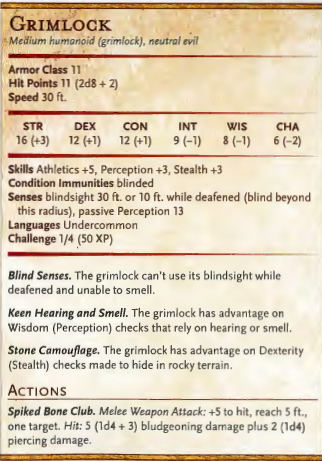 GRIMLOCK
Medium humanoid (grimlock), neutral evil
Armor Class 11
Hit Points 11 (2d8 + 2)
Speed 30 ft.
STR DEX CON INT WIS CHA
16 (+3) 12 (+1) 12 (+1) 9 (−1) 8 (−1) 6 (−2)
Skills Athletics +5, Perception +3, Stealth +3
Condition Immunities blinded
Senses blindsight 30 ft. or 10 ft. while deafened (blind beyond
this radius), passive Perception 13
Languages Undercommon
Challenge 1/4 (50 XP)
Blind Senses. The grimlock can't use its blindsight while
deafened and unable to smell.
Keen Hearing and Smell. The grimlock has advantage on
Wisdom (Perception) checks that rely on hearing or smell.
Stone Camouflage. The grimlock has advantage on Dexterity
(Stealth) checks made to hide in rocky terrain.
ACTIONS
Spiked Bone Club. Melee Weapon Attack: +5 to hit, reach 5 ft.,
one target. Hit: 5 (1d4 + 3) bludgeoning damage plus 2 (1d4)
piercing damage.